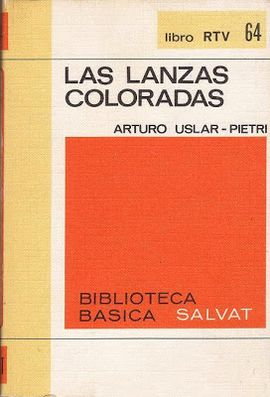 libro RTV 64
LAS LANZAS
COLORADAS
ARTURO USLAR-PIETRI
BIBLIOTECA
BASICA SALVAT